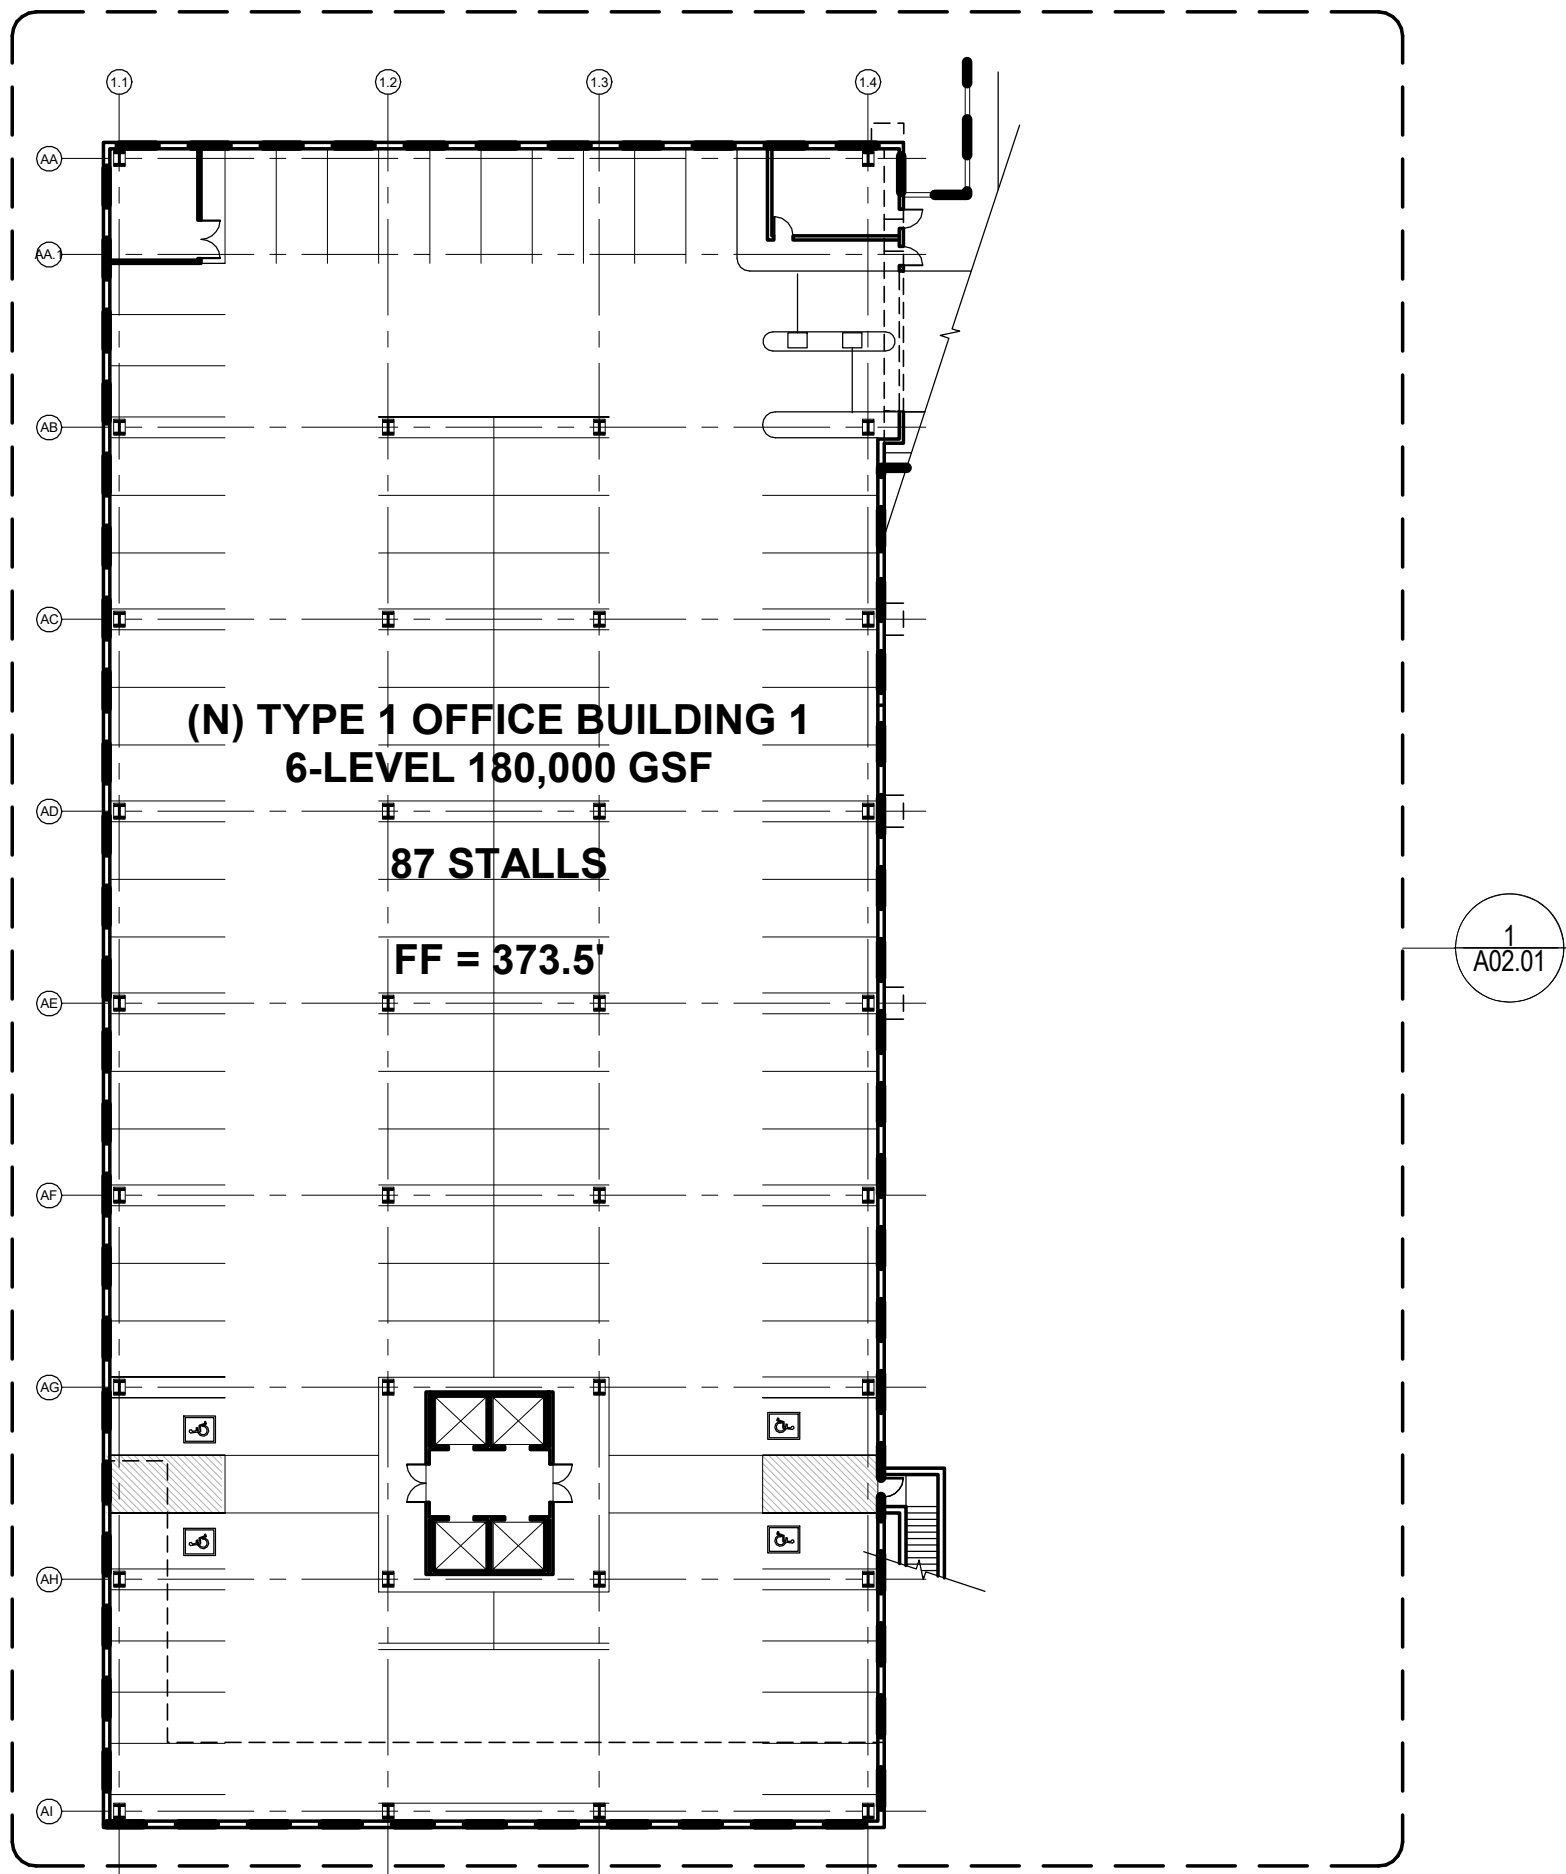 1.1
1.2
1.3
1.4
AA
AA.1
AB
AC
(N) TYPE 1 OFFICE BUILDING 1
6-LEVEL 180,000 GSF
AD
87 STALLS
1
A02.01
FF = 373.5'
AE
AF
AG
AH
AI